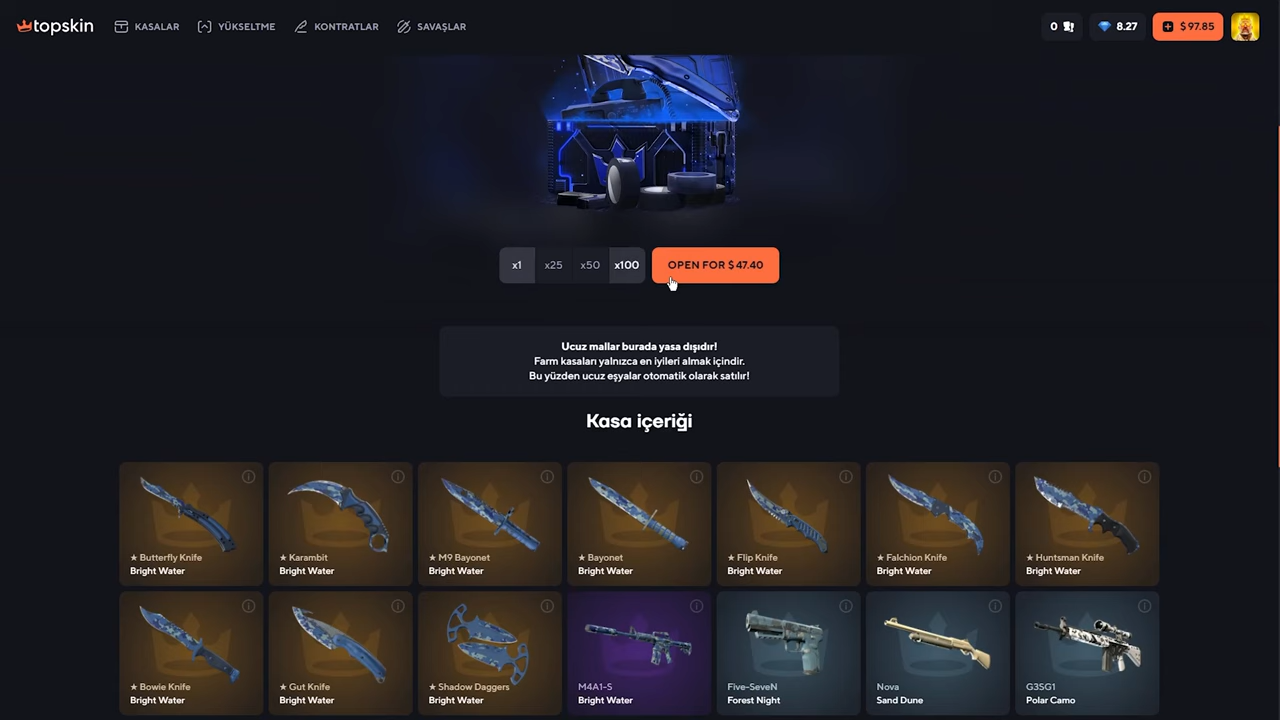 topskin
KASALAR
YÜKSELTME
KONTRATLAR
SAVAŞLAR
0
8.27
$ 97.85
x1
x25
x50
x100
OPEN FOR $ 47.40
Ucuz mallar burada yasa dışıdır!
Farm kasaları yalnızca en iyileri almak içindir.
Bu yüzden ucuz eşyalar otomatik olarak satılır!
Kasa içeriği
★ Butterfly Knife
Bright Water
★ Karambit
Bright Water
★ M9 Bayonet
Bright Water
★ Bayonet
Bright Water
★ Flip Knife
Bright Water
★ Falchion Knife
Bright Water
★ Huntsman Knife
Bright Water
★ Bowie Knife
Bright Water
★ Gut Knife
Bright Water
★ Shadow Daggers
Bright Water
M4A1-S
Bright Water
Five-SeveN
Forest Night
Nova
Sand Dune
G3SG1
Polar Camo